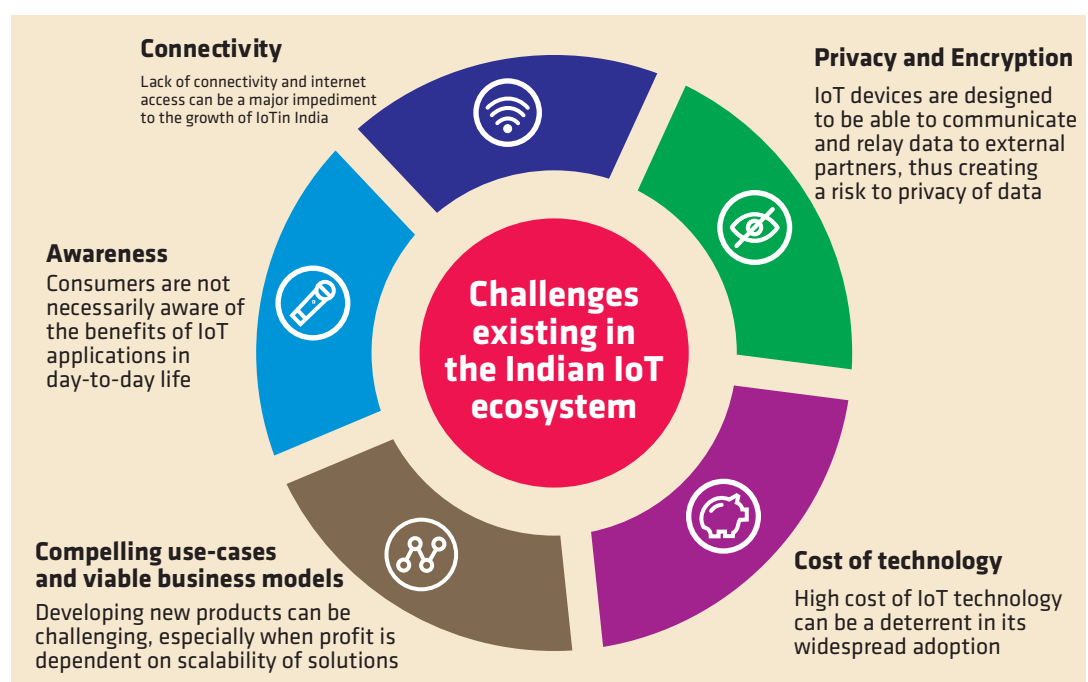 Connectivity
Lack of connectivity and internet
access can be a major impediment
to the growth of IoTin India
Privacy and Encryption
IoT devices are designed
to be able to communicate
and relay data to external
partners, thus creating
a risk to privacy of data
Awareness
Consumers are not
necessarily aware of
the benefits of IoT
applications in
day-to-day life
Challenges
existing in
the Indian IoT
ecosystem
Compelling use-cases
and viable business models
Developing new products can be
challenging, especially when profit is
dependent on scalability of solutions
Cost of technology
High cost of IoT technology
can be a deterrent in its
widespread adoption